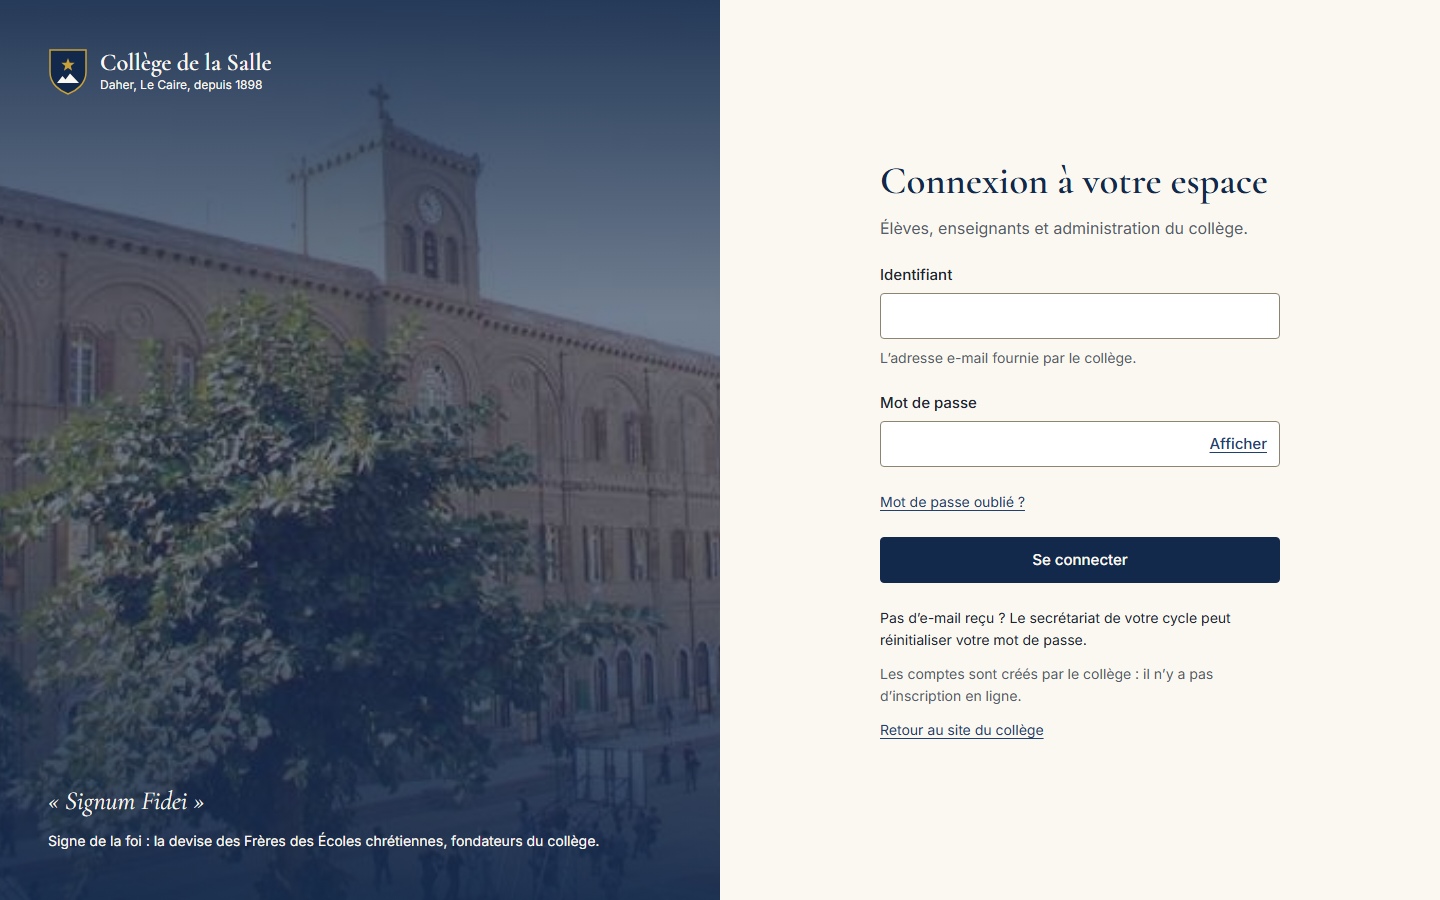 Collège de la Salle
Daher, Le Caire, depuis 1898
« Signum Fidei »
Signe de la foi : la devise des Frères des Écoles chrétiennes, fondateurs du collège.
Connexion à votre espace
Élèves, enseignants et administration du collège.
Identifiant
L’adresse e-mail fournie par le collège.
Mot de passe
Afficher
Mot de passe oublié ?
Se connecter
Pas d’e-mail reçu ? Le secrétariat de votre cycle peut
réinitialiser votre mot de passe.
Les comptes sont créés par le collège : il n’y a pas
d’inscription en ligne.
Retour au site du collège